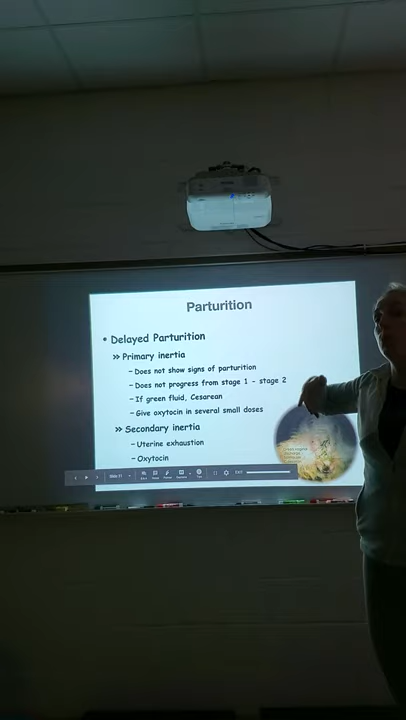 Parturition
• Delayed Parturition
» Primary inertia
– Does not show signs of parturition
– Does not progress from stage 1 - stage 2
– If green fluid, Cesarean
– Give oxytocin in several small doses
» Secondary inertia
– Uterine exhaustion
– Oxytocin